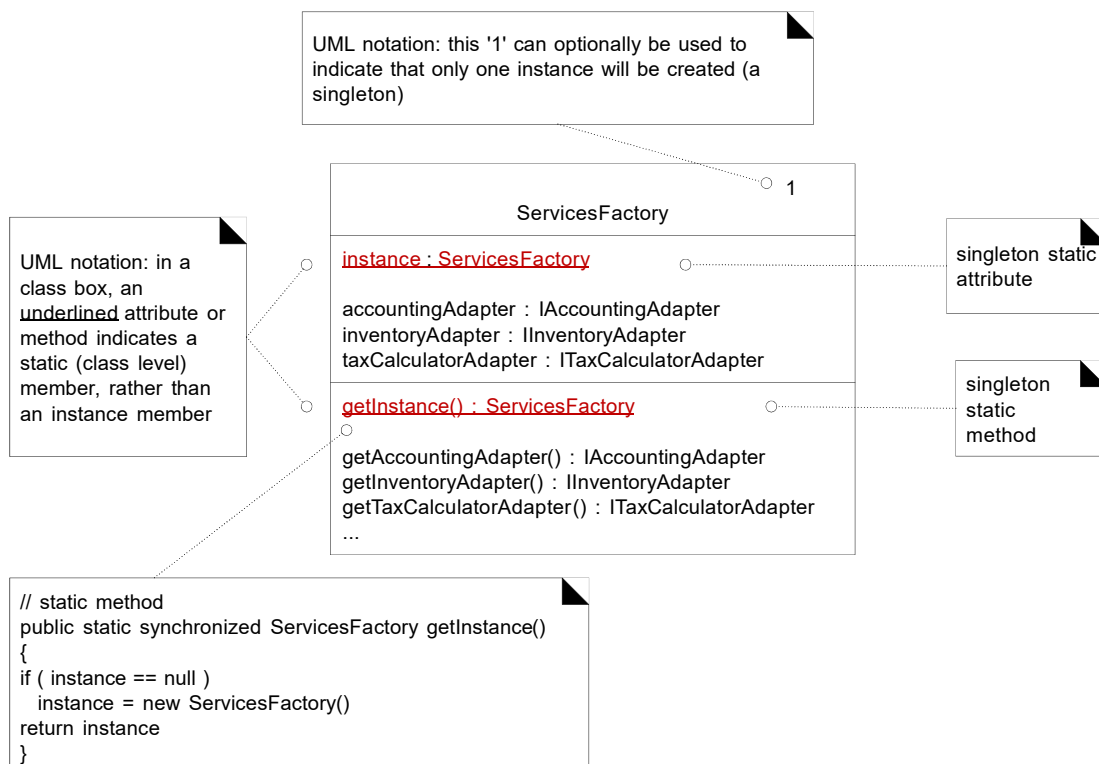 UML notation: this '1' can optionally be used to
indicate that only one instance will be created (a
singleton)
1
ServicesFactory
UML notation: in a
class box, an
underlined attribute or
method indicates a
static (class level)
member, rather than
an instance member
instance : ServicesFactory
accountingAdapter : IAccountingAdapter
inventoryAdapter : IInventoryAdapter
taxCalculatorAdapter : ITaxCalculatorAdapter
singleton static
attribute
getInstance() : ServicesFactory
getAccountingAdapter() : IAccountingAdapter
getInventoryAdapter() : IInventoryAdapter
getTaxCalculatorAdapter() : ITaxCalculatorAdapter
...
singleton
static
method
// static method
public static synchronized ServicesFactory getInstance()
{
if ( instance == null )
instance = new ServicesFactory()
return instance
}